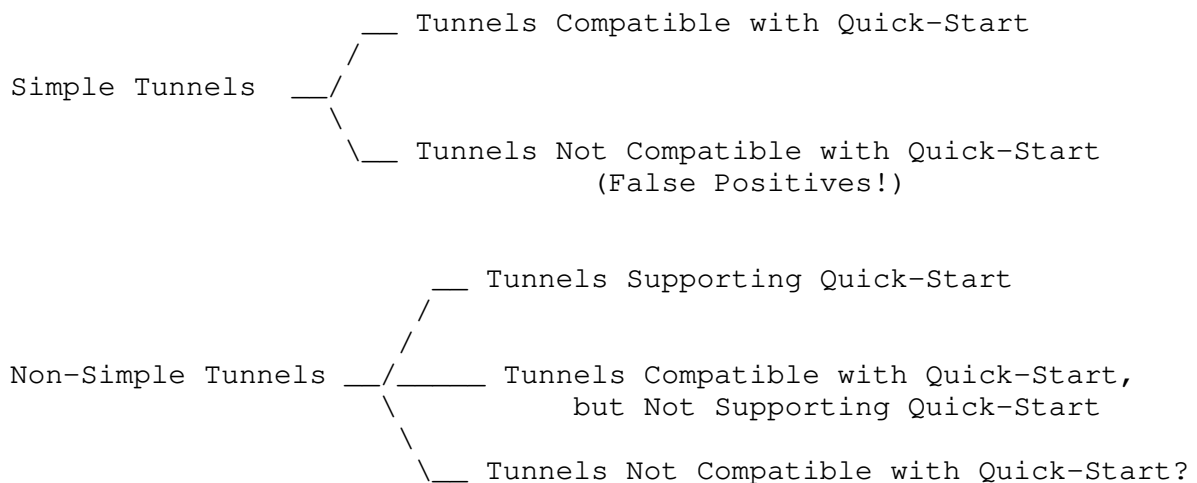 Tunnels Compatible with Quick-Start
Simple Tunnels
Tunnels Not Compatible with Quick-Start
(False Positives!)
Tunnels Supporting Quick-Start
Non-Simple Tunnels
Tunnels Compatible with Quick-Start,
but Not Supporting Quick-Start
Tunnels Not Compatible with Quick-Start?